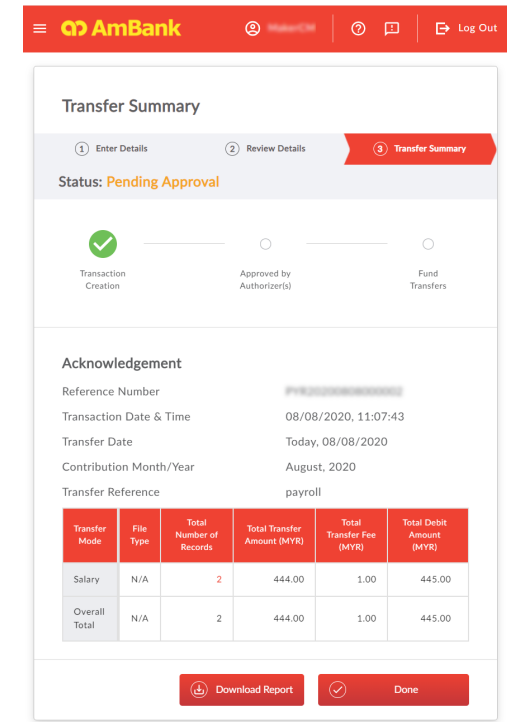 AmBank
Log Out
Transfer Summary
1 Enter Details
2 Review Details
3 Transfer Summary
Status: Pending Approval
Transaction
Creation
Approved by
Authorizer(s)
Fund
Transfers
Acknowledgement
Reference Number
Transaction Date & Time 08/08/2020, 11:07:43
Transfer Date Today, 08/08/2020
Contribution Month/Year August, 2020
Transfer Reference payroll
Transfer Mode File Type Total Number of Records Total Transfer Amount (MYR) Total Transfer Fee (MYR) Total Debit Amount (MYR)
Salary N/A 2 444.00 1.00 445.00
Overall Total N/A 2 444.00 1.00 445.00
Download Report
Done